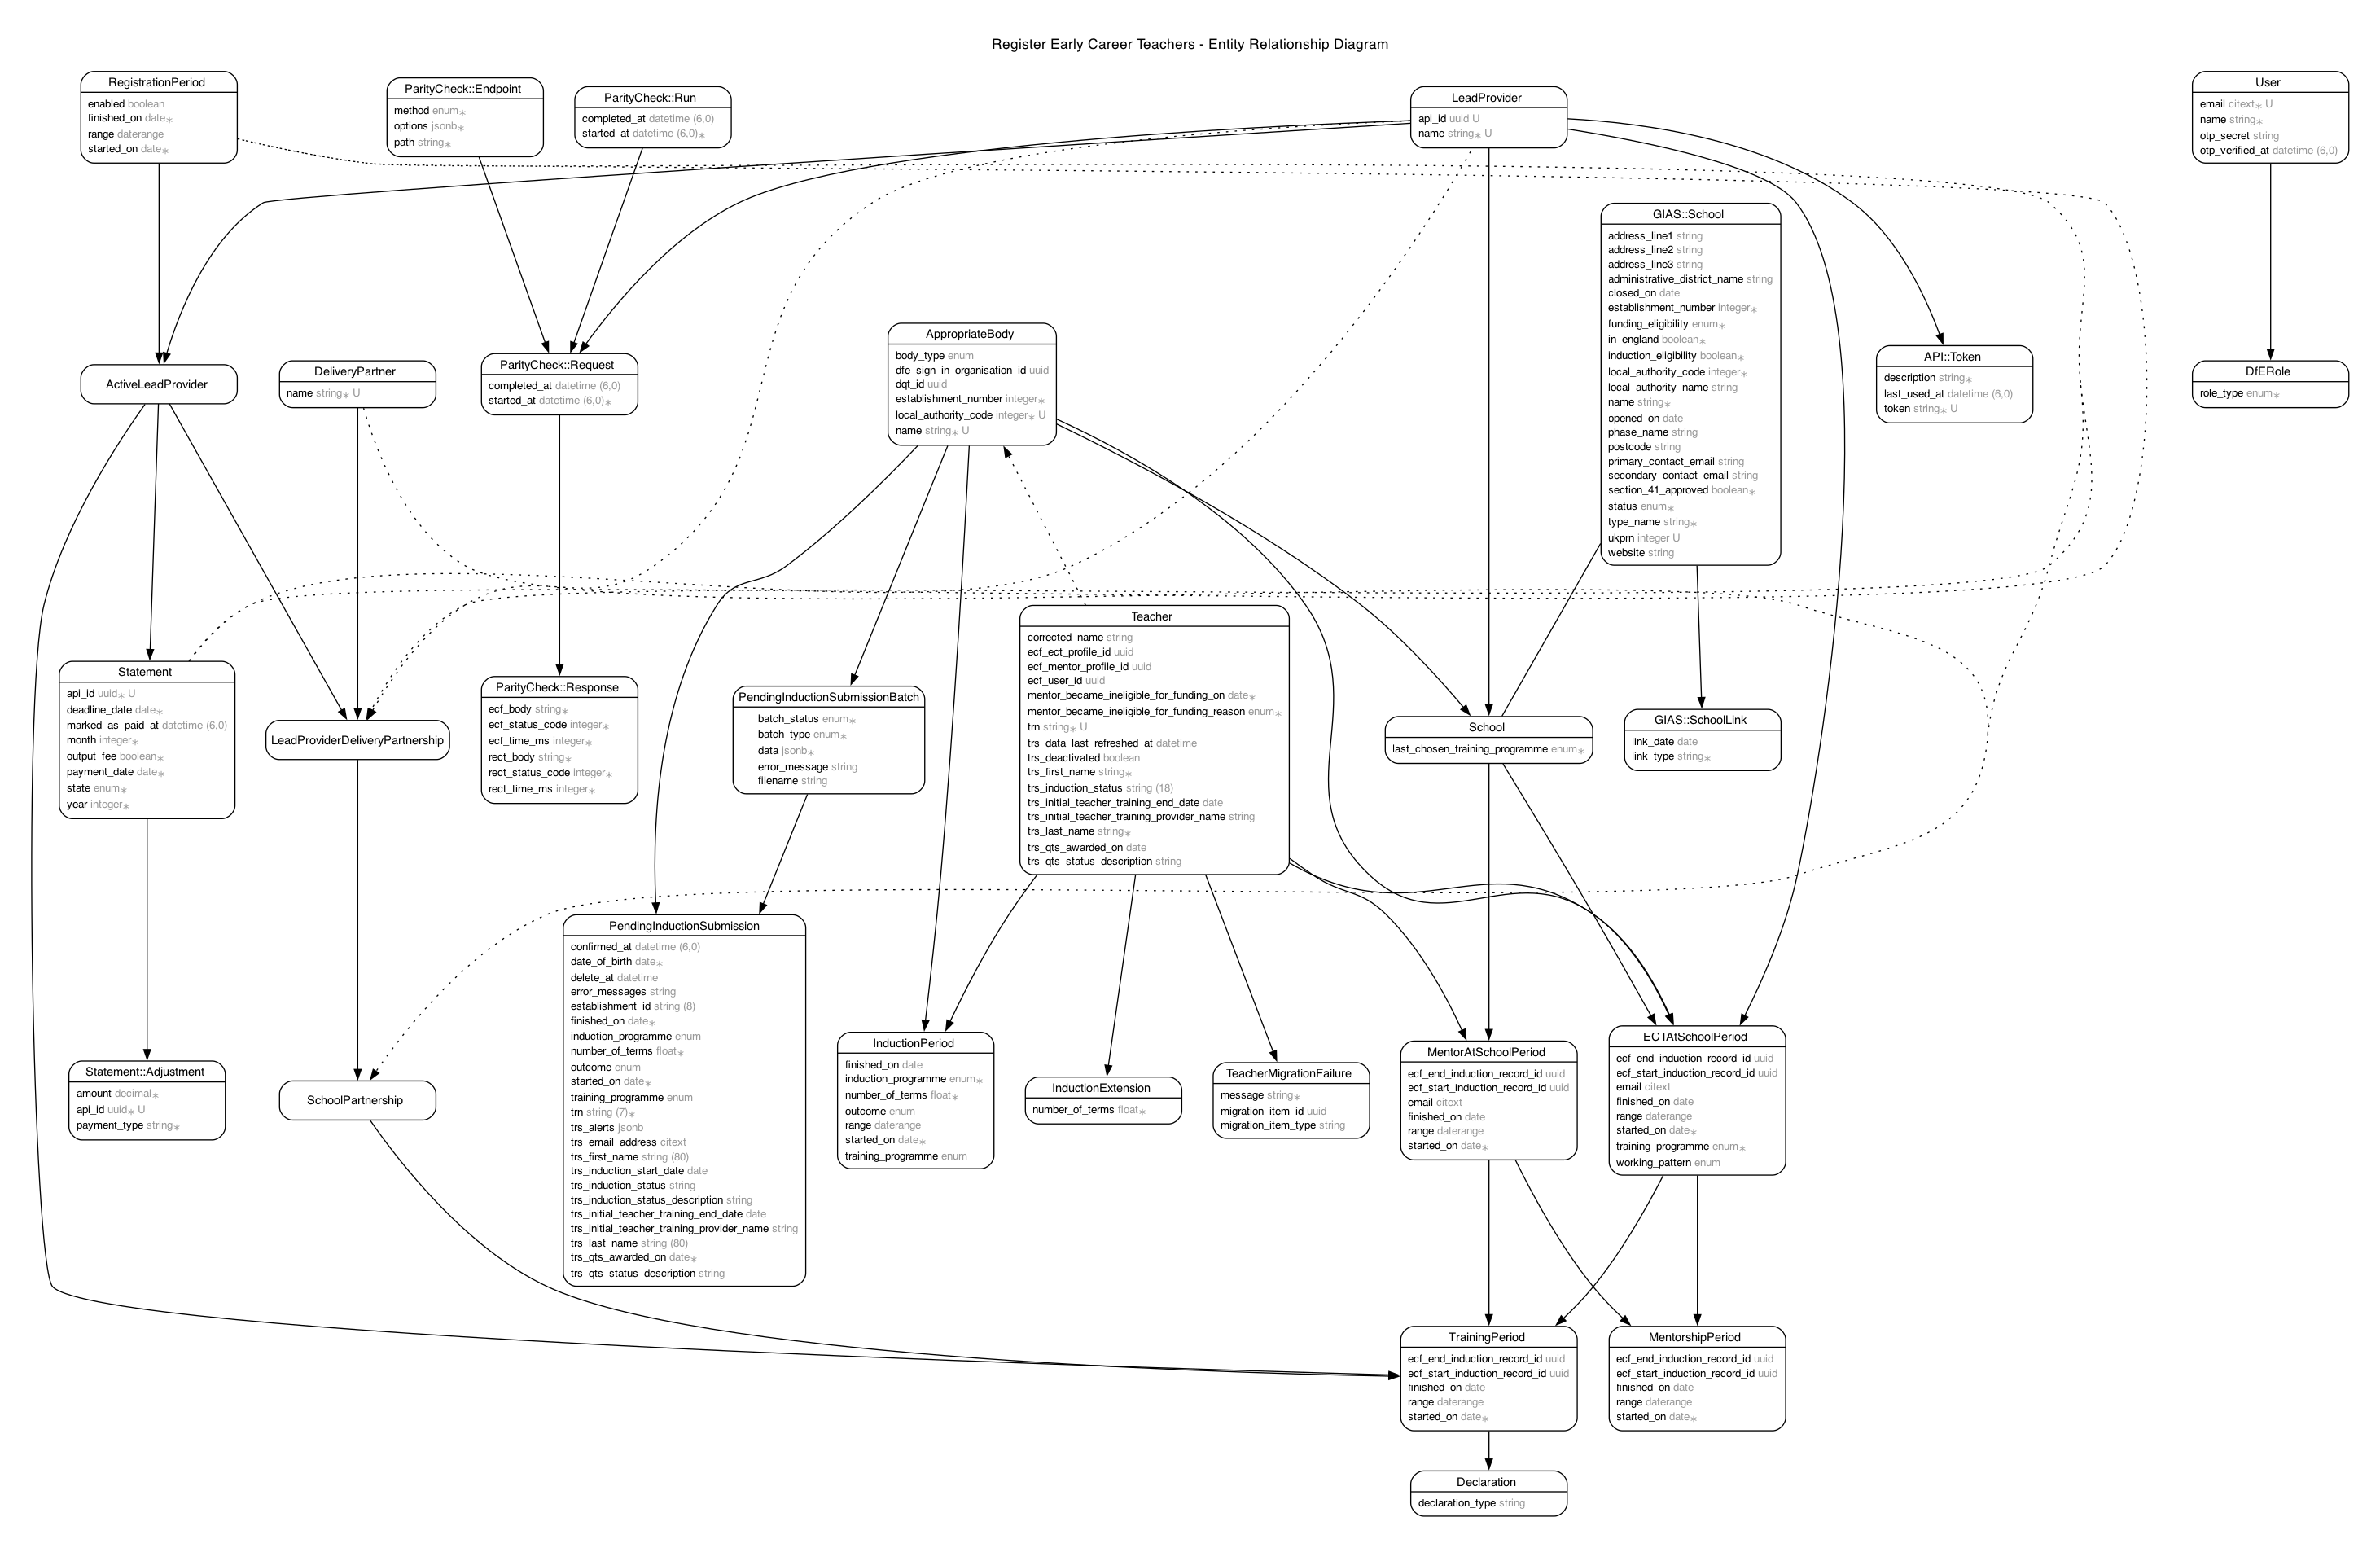 Register Early Career Teachers - Entity Relationship Diagram
RegistrationPeriod
enabled boolean
finished_on date∗
range daterange
started_on date∗
ParityCheck::Endpoint
method enum∗
options jsonb∗
path string∗
ParityCheck::Run
completed_at datetime (6,0)
started_at datetime (6,0)∗
LeadProvider
api_id uuid U
name string∗ U
User
email citext∗ U
name string∗
otp_secret string
otp_verified_at datetime (6,0)
GIAS::School
address_line1 string
address_line2 string
address_line3 string
administrative_district_name string
closed_on date
establishment_number integer∗
funding_eligibility enum∗
in_england boolean∗
induction_eligibility boolean∗
local_authority_code integer∗
local_authority_name string
name string∗
opened_on date
phase_name string
postcode string
primary_contact_email string
secondary_contact_email string
section_41_approved boolean∗
status enum∗
type_name string∗
ukprn integer U
website string
ActiveLeadProvider
DeliveryPartner
name string∗ U
ParityCheck::Request
completed_at datetime (6,0)
started_at datetime (6,0)∗
AppropriateBody
body_type enum
dfe_sign_in_organisation_id uuid
dqt_id uuid
establishment_number integer∗
local_authority_code integer∗ U
name string∗ U
API::Token
description string∗
last_used_at datetime (6,0)
token string∗ U
DfERole
role_type enum∗
Statement
api_id uuid∗ U
deadline_date date∗
marked_as_paid_at datetime (6,0)
month integer∗
output_fee boolean∗
payment_date date∗
state enum∗
year integer∗
LeadProviderDeliveryPartnership
ParityCheck::Response
ecf_body string∗
ecf_status_code integer∗
ecf_time_ms integer∗
rect_body string∗
rect_status_code integer∗
rect_time_ms integer∗
PendingInductionSubmissionBatch
batch_status enum∗
batch_type enum∗
data jsonb∗
error_message string
filename string
Teacher
corrected_name string
ecf_ect_profile_id uuid
ecf_mentor_profile_id uuid
ecf_user_id uuid
mentor_became_ineligible_for_funding_on date∗
mentor_became_ineligible_for_funding_reason enum∗
trn string∗ U
trs_data_last_refreshed_at datetime
trs_deactivated boolean
trs_first_name string∗
trs_induction_status string (18)
trs_initial_teacher_training_end_date date
trs_initial_teacher_training_provider_name string
trs_last_name string∗
trs_qts_awarded_on date
trs_qts_status_description string
School
last_chosen_training_programme enum∗
GIAS::SchoolLink
link_date date
link_type string∗
Statement::Adjustment
amount decimal∗
api_id uuid∗ U
payment_type string∗
SchoolPartnership
PendingInductionSubmission
confirmed_at datetime (6,0)
date_of_birth date∗
delete_at datetime
error_messages string
establishment_id string (8)
finished_on date∗
induction_programme enum
number_of_terms float∗
outcome enum
started_on date∗
training_programme enum
trn string (7)∗
trs_alerts jsonb
trs_email_address citext
trs_first_name string (80)
trs_induction_start_date date
trs_induction_status string
trs_induction_status_description string
trs_initial_teacher_training_end_date date
trs_initial_teacher_training_provider_name string
trs_last_name string (80)
trs_qts_awarded_on date∗
trs_qts_status_description string
InductionPeriod
finished_on date
induction_programme enum∗
number_of_terms float∗
outcome enum
range daterange
started_on date∗
training_programme enum
InductionExtension
number_of_terms float∗
TeacherMigrationFailure
message string∗
migration_item_id uuid
migration_item_type string
MentorAtSchoolPeriod
ecf_end_induction_record_id uuid
ecf_start_induction_record_id uuid
email citext
finished_on date
range daterange
started_on date∗
ECTAtSchoolPeriod
ecf_end_induction_record_id uuid
ecf_start_induction_record_id uuid
email citext
finished_on date
range daterange
started_on date∗
training_programme enum∗
working_pattern enum
TrainingPeriod
ecf_end_induction_record_id uuid
ecf_start_induction_record_id uuid
finished_on date
range daterange
started_on date∗
MentorshipPeriod
ecf_end_induction_record_id uuid
ecf_start_induction_record_id uuid
finished_on date
range daterange
started_on date∗
Declaration
declaration_type string